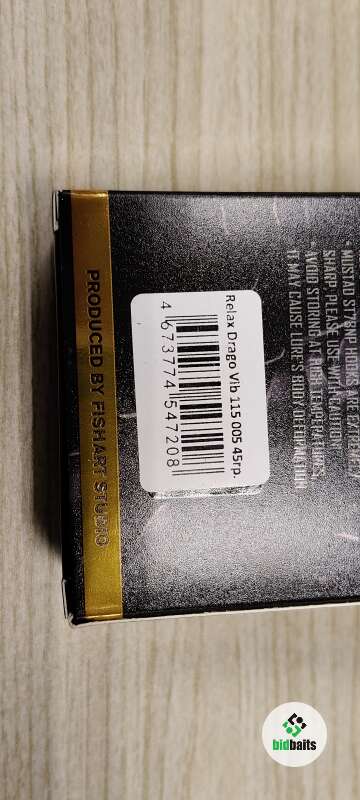 • MUSTAD
HOOKS ARE EXTREMELY
SHARP, PLEASE USE WITH CAUTION.
• AVOID STRONG AT HIGH TEMPERATURES,
IT MAY CAUSE LURE'S BODY DEFORMATION
Relax Drago Vib 115 005 45гр.
4 673774 547208
PRODUCED BY FISHART STUDIO
bidbaits